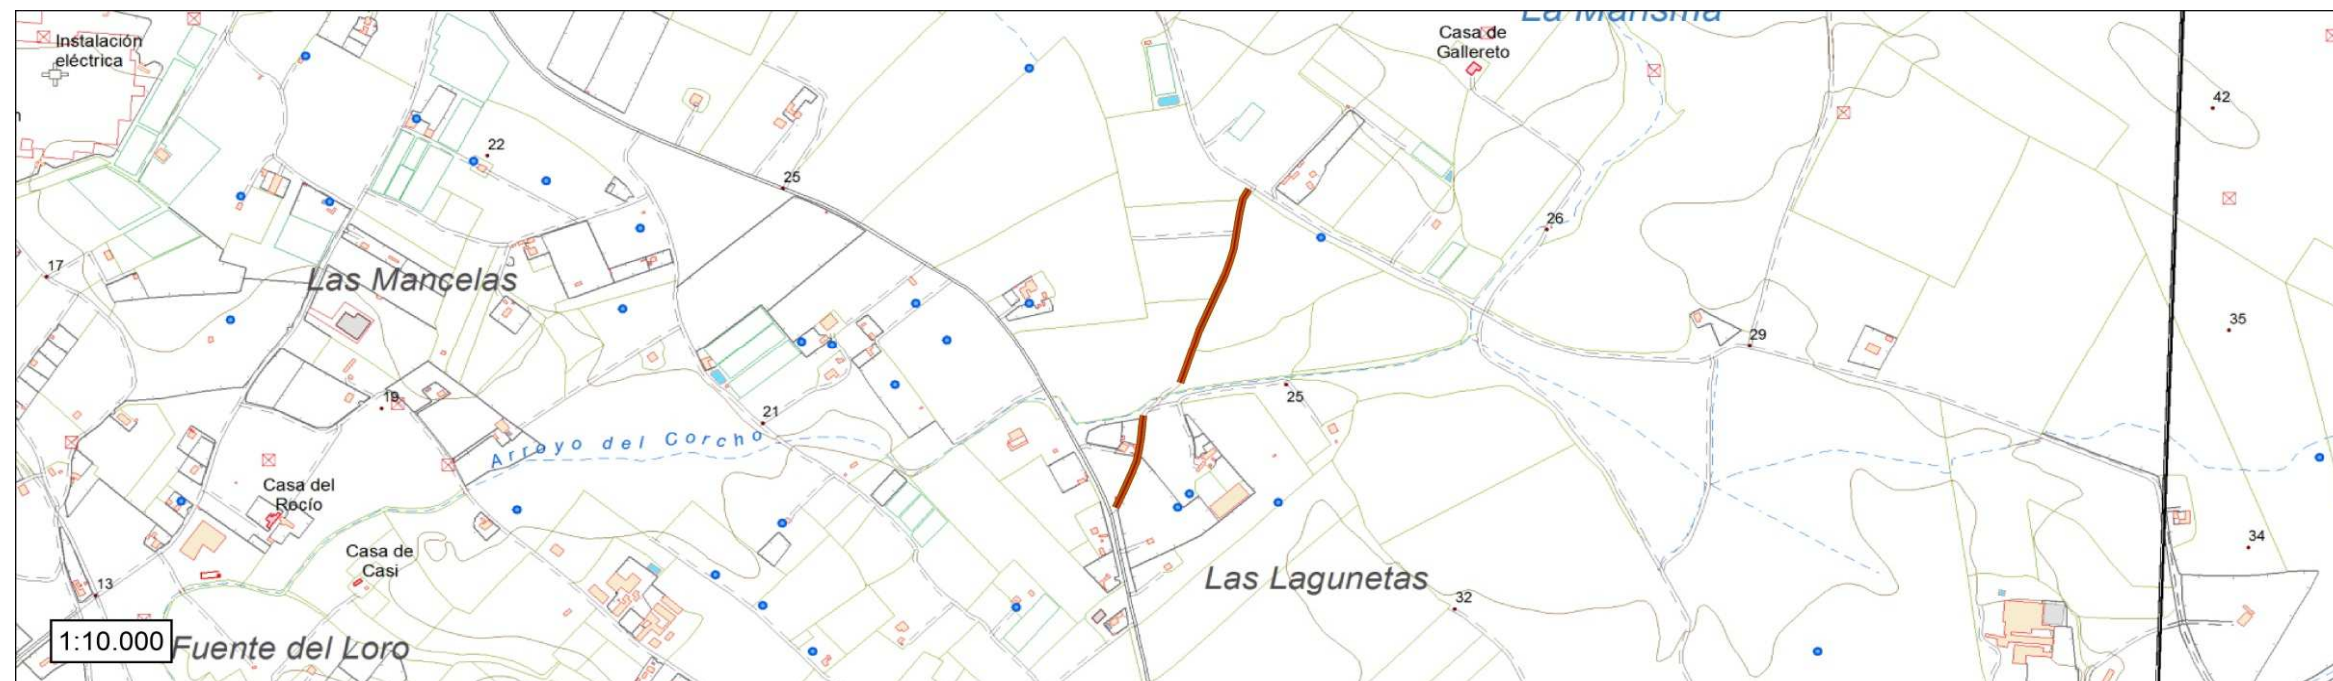 La Marisma
Instalación
eléctrica
Casa de
Gallereto
42
22
25
26
17
Las Mancelas
35
29
19
21
25
Arroyo del Corcho
Casa del
Rocío
34
Casa de
Casi
13
Las Lagunetas
32
1:10.000
Fuente del Loro